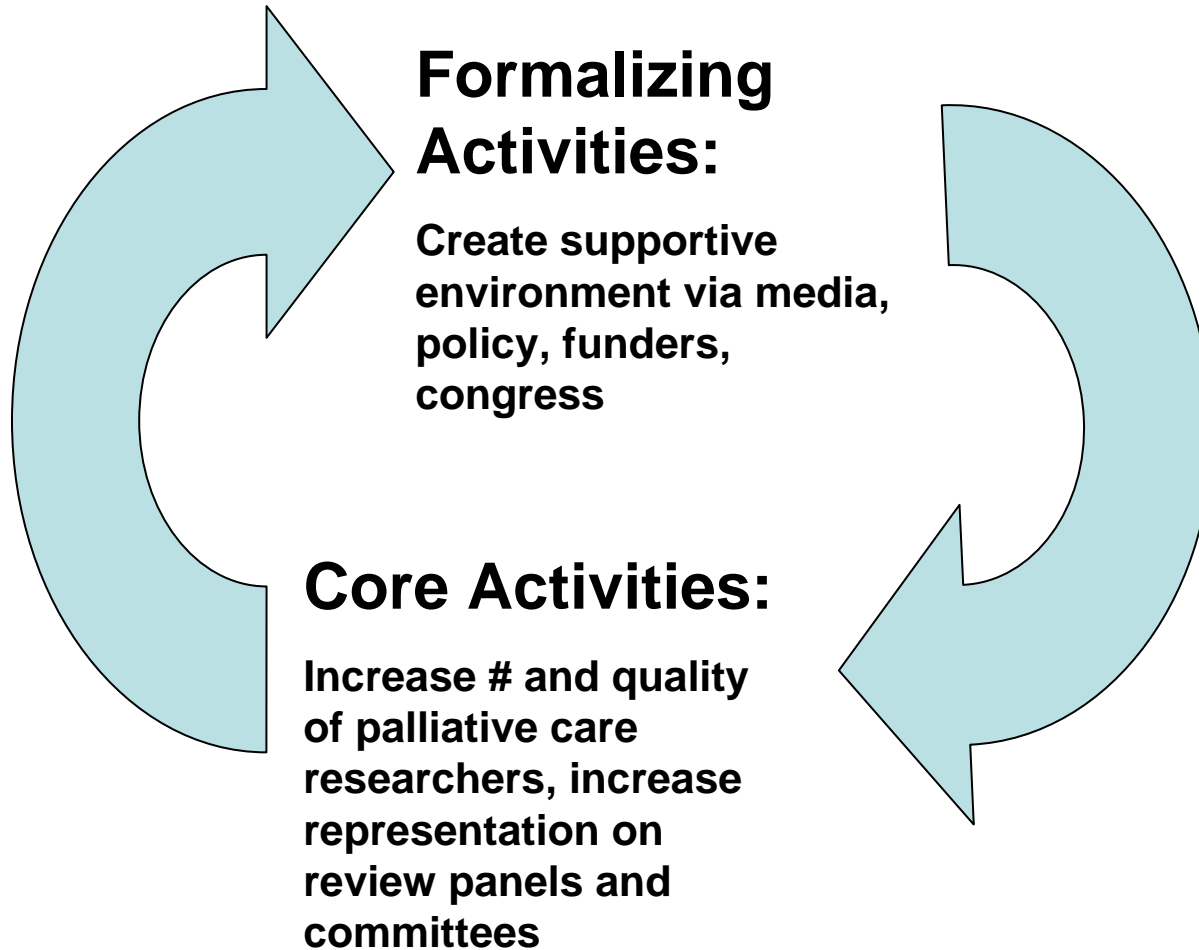 Formalizing
Activities:
Create supportive
environment via media,
policy, funders,
congress
Core Activities:
Increase # and quality
of palliative care
researchers, increase
representation on
review panels and
committees